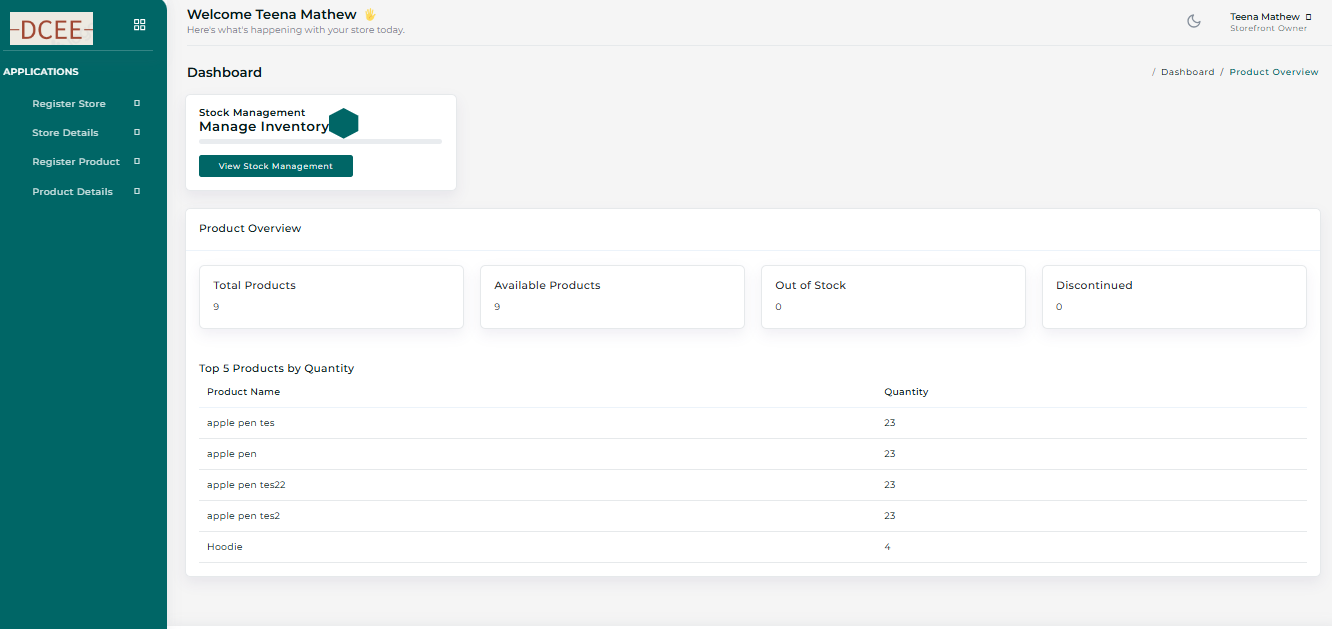 -DCEE-
Welcome Teena Mathew 👋
Here's what's happening with your store today.
Teena Mathew
Storefront Owner
APPLICATIONS
Register Store
Store Details
Register Product
Product Details
Dashboard
/ Dashboard / Product Overview
Stock Management
Manage Inventory
View Stock Management
Product Overview
Total Products
9
Available Products
9
Out of Stock
0
Discontinued
0
Top 5 Products by Quantity
Product Name Quantity
apple pen tes 23
apple pen 23
apple pen tes22 23
apple pen tes2 23
Hoodie 4